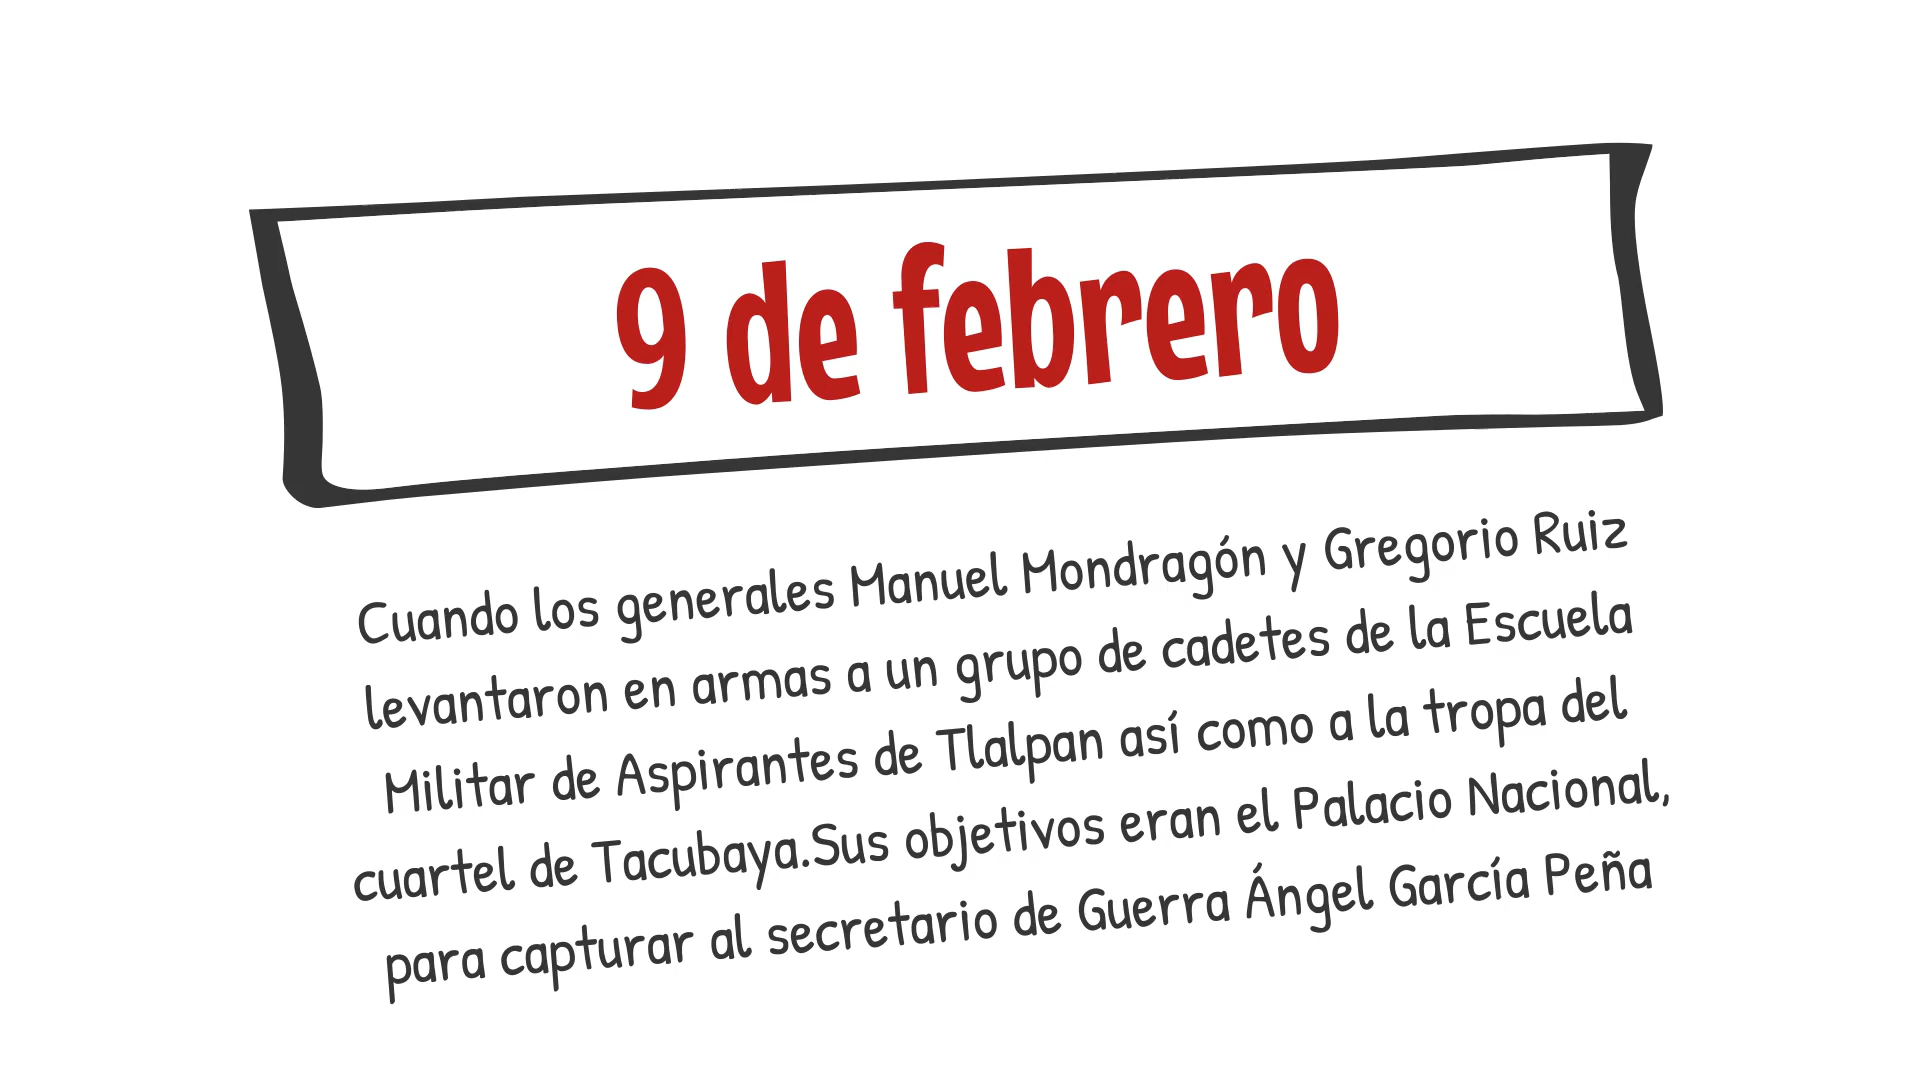 9 de febrero
Cuando los generales Manuel Mondragón y Gregorio Ruiz
levantaron en armas a un grupo de cadetes de la Escuela
Militar de Aspirantes de Tlalpan así como a la tropa del
cuartel de Tacubaya.Sus objetivos eran el Palacio Nacional,
para capturar al secretario de Guerra Ángel García Peña